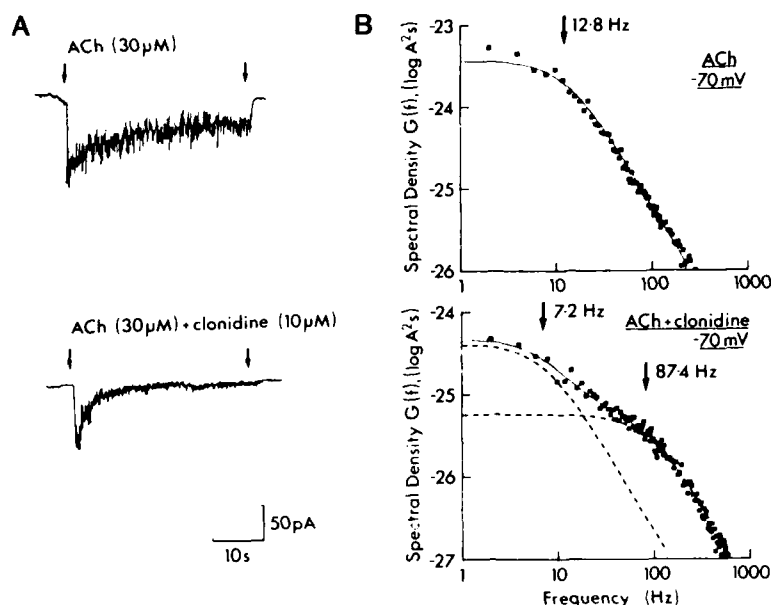 A
ACh (30μM)
ACh (30μM)+clonidine (10μM)
50pA
10s
B
Spectral Density G(f), (log A²s)
-23
-24
-25
-26
12·8 Hz
ACh
-70 mV
1
10
100
1000
Spectral Density G(f), (log A²s)
-24
-25
-26
-27
7·2 Hz
ACh+clonidine
-70mV
87·4 Hz
1
10
100
1000
Frequency (Hz)